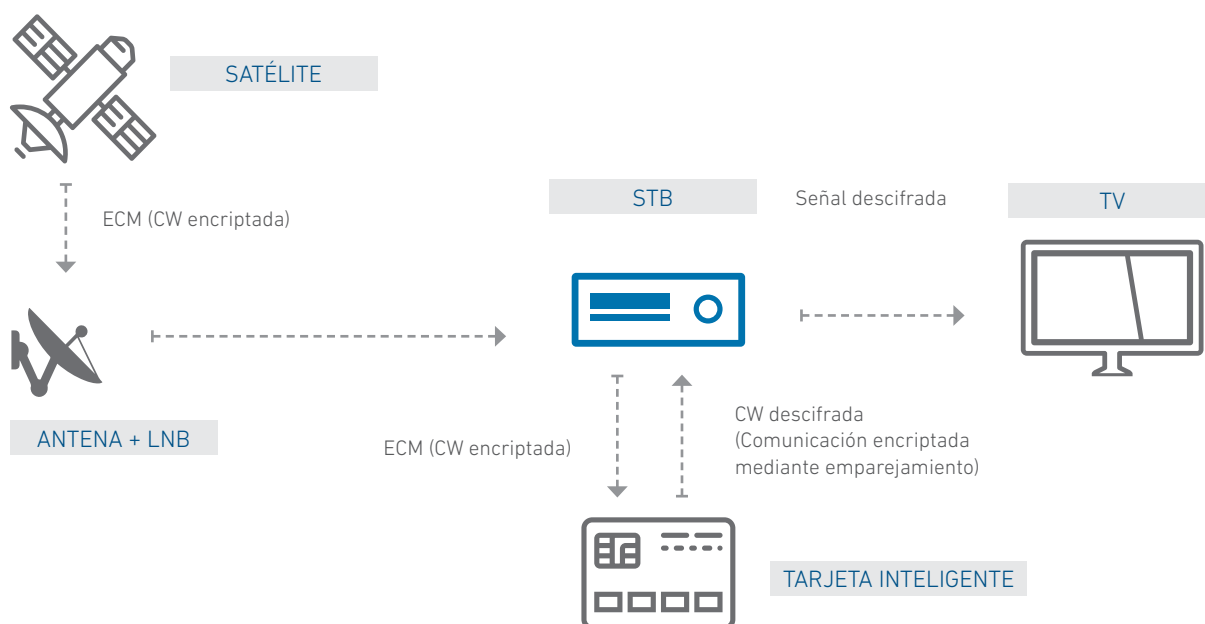 SATÉLITE
ECM (CW encriptada)
STB
Señal descifrada
TV
ANTENA + LNB
ECM (CW encriptada)
CW descifrada
(Comunicación encriptada
mediante emparejamiento)
TARJETA INTELIGENTE